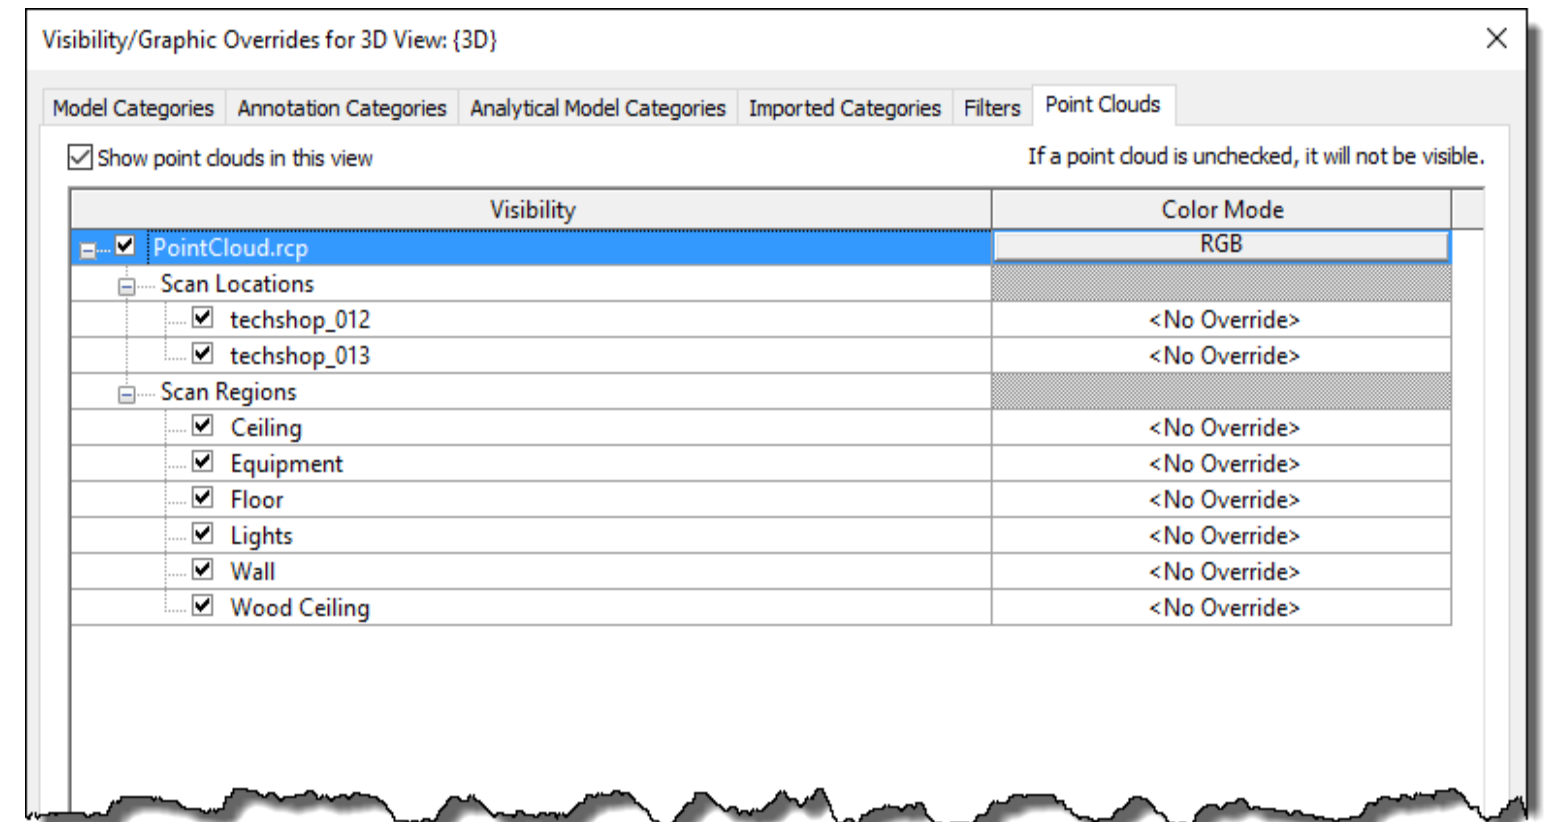 Visibility/Graphic Overrides for 3D View: {3D}
Model Categories Annotation Categories Analytical Model Categories Imported Categories Filters Point Clouds
Show point clouds in this view If a point cloud is unchecked, it will not be visible.
Visibility Color Mode
PointCloud.rcp RGB
Scan Locations
techshop_012 <No Override>
techshop_013 <No Override>
Scan Regions
Ceiling <No Override>
Equipment <No Override>
Floor <No Override>
Lights <No Override>
Wall <No Override>
Wood Ceiling <No Override>